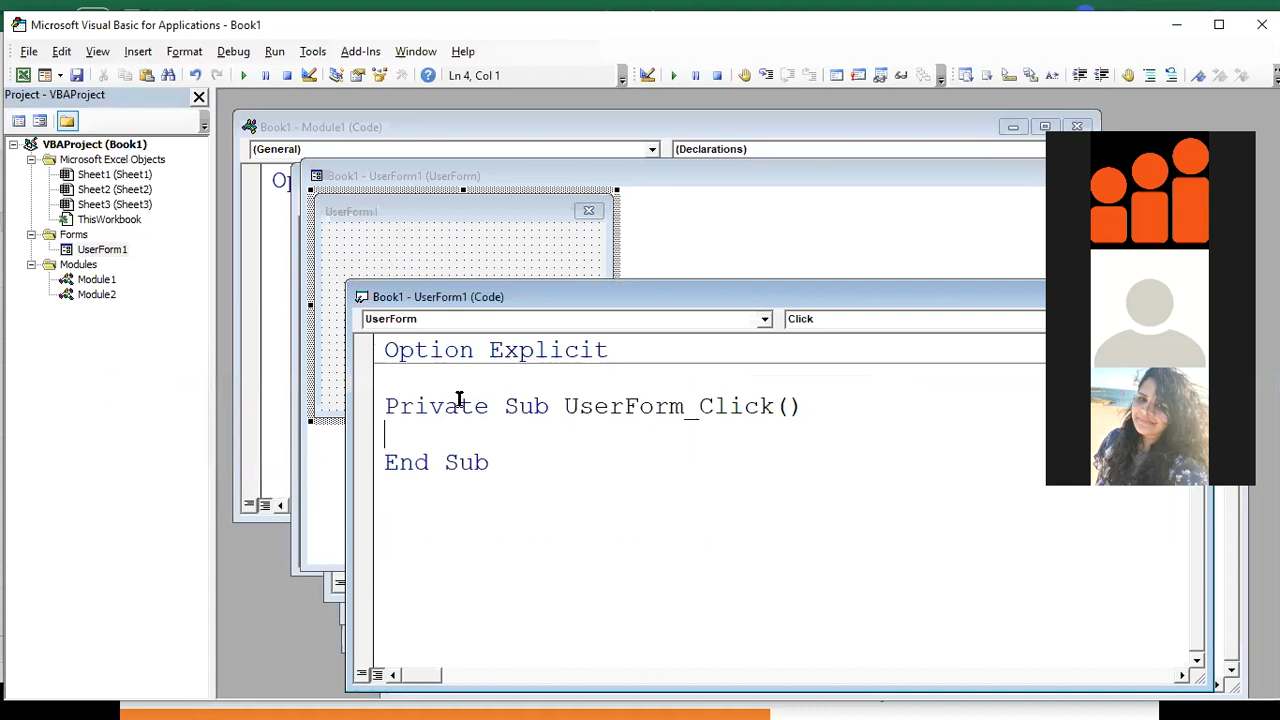 Microsoft Visual Basic for Applications - Book1
File Edit View Insert Format Debug Run Tools Add-Ins Window Help
Ln 4, Col 1
Project - VBAProject
VBAProject (Book1)
Microsoft Excel Objects
Sheet1 (Sheet1)
Sheet2 (Sheet2)
Sheet3 (Sheet3)
ThisWorkbook
Forms
UserForm1
Modules
Module1
Module2
Book1 - Module1 (Code)
(General) (Declarations)
Op
Book1 - UserForm1 (UserForm)
UserForm1
Book1 - UserForm1 (Code)
UserForm Click
Option Explicit
Private Sub UserForm_Click()
End Sub